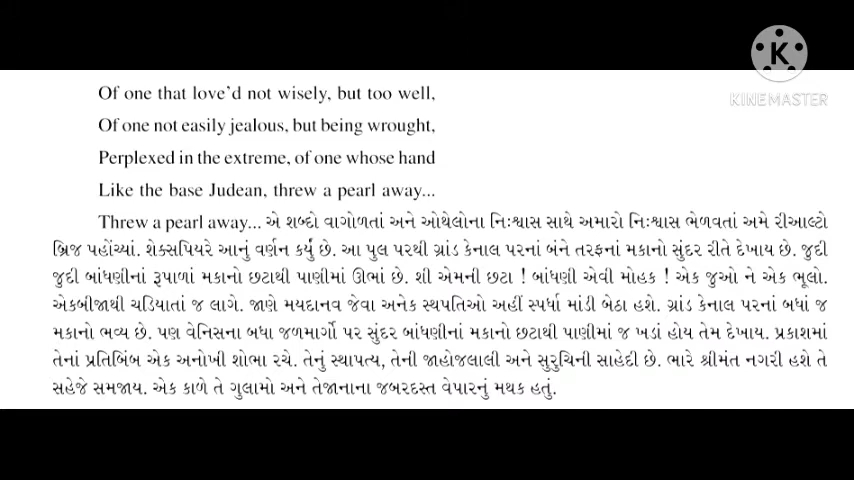 K
KINEMASTER
Of one that love'd not wisely, but too well,
Of one not easily jealous, but being wrought,
Perplexed in the extreme, of one whose hand
Like the base Judean, threw a pearl away...
Threw a pearl away... એ શબ્દો વાગોળતાં અને ઓથેલોના નિઃશ્વાસ સાથે અમારો નિઃશ્વાસ ભેળવતાં અમે રીઆલ્ટો
બ્રિજ પહોંચ્યાં. શેક્સપિયરે આનું વર્ણન કર્યું છે. આ પુલ પરથી ગ્રાંડ કેનાલ પરનાં બંને તરફનાં મકાનો સુંદર રીતે દેખાય છે. જુદી
જુદી બાંધણીનાં રૂપાળાં મકાનો છટાથી પાણીમાં ઊભાં છે. શી એમની છટા ! બાંધણી એવી મોહક ! એક જુઓ ને એક ભૂલો.
એકબીજાથી ચડિયાતાં જ લાગે. જાણે મયદાનવ જેવા અનેક સ્થપતિઓ અહીં સ્પર્ધા માંડી બેઠા હશે. ગ્રાંડ કેનાલ પરનાં બધાં જ
મકાનો ભવ્ય છે. પણ વેનિસના બધા જળમાર્ગો પર સુંદર બાંધણીનાં મકાનો છટાથી પાણીમાં જ ખડાં હોય તેમ દેખાય. પ્રકાશમાં
તેનાં પ્રતિબિંબ એક અનોખી શોભા રચે. તેનું સ્થાપત્ય, તેની જાહોજલાલી અને સુરુચિની સાહેદી છે. ભારે શ્રીમંત નગરી હશે તે
સહેજે સમજાય. એક કાળે તે ગુલામો અને તેજાનાના જબરદસ્ત વેપારનું મથક હતું.